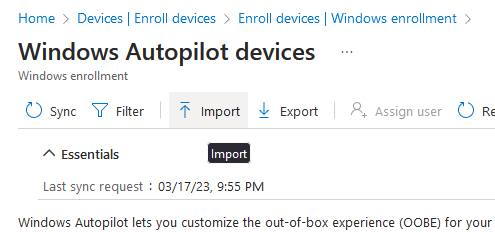 Home > Devices | Enroll devices > Enroll devices | Windows enrollment >
Windows Autopilot devices ...
Windows enrollment
Sync Filter Import Export Assign user Re
Essentials Import
Last sync request : 03/17/23, 9:55 PM
Windows Autopilot lets you customize the out-of-box experience (OOBE) for your